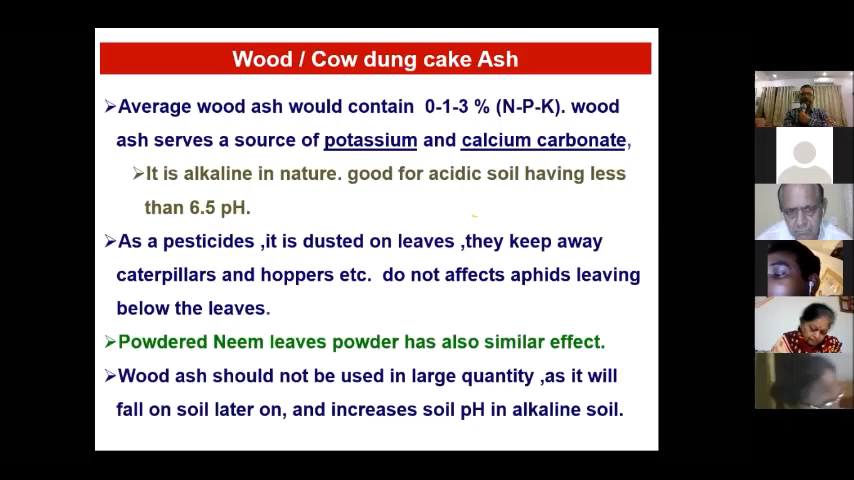 Wood / Cow dung cake Ash
➢Average wood ash would contain 0-1-3 % (N-P-K). wood
ash serves a source of potassium and calcium carbonate,
➢It is alkaline in nature. good for acidic soil having less
than 6.5 pH.
➢As a pesticides ,it is dusted on leaves ,they keep away
caterpillars and hoppers etc. do not affects aphids leaving
below the leaves.
➢Powdered Neem leaves powder has also similar effect.
➢Wood ash should not be used in large quantity ,as it will
fall on soil later on, and increases soil pH in alkaline soil.